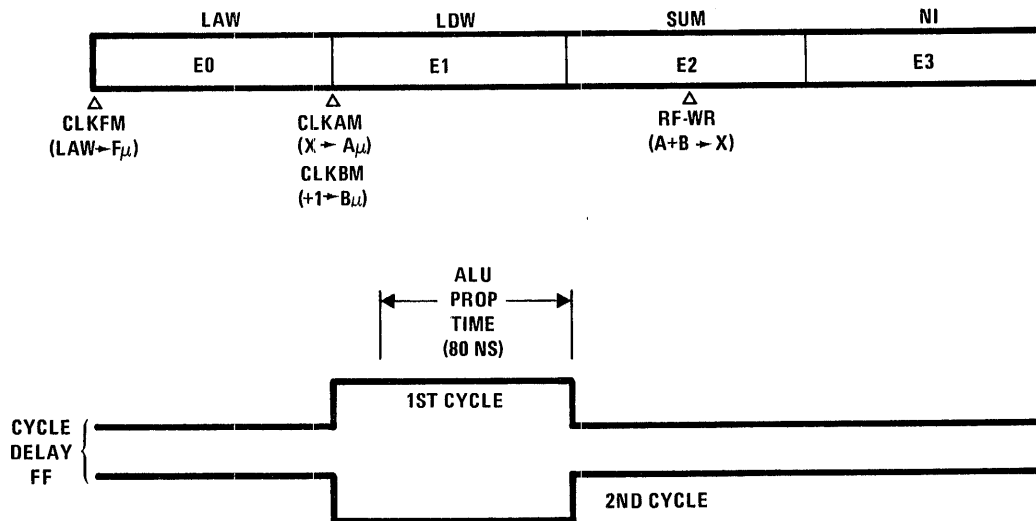 LAW LDW SUM NI
E0 E1 E2 E3
CLKFM
(LAW→Fμ)
CLKAM
(X → Aμ)
CLKBM
(+1→Bμ)
RF-WR
(A+B → X)
ALU
PROP
TIME
(80 NS)
1ST CYCLE
CYCLE
DELAY
FF
2ND CYCLE